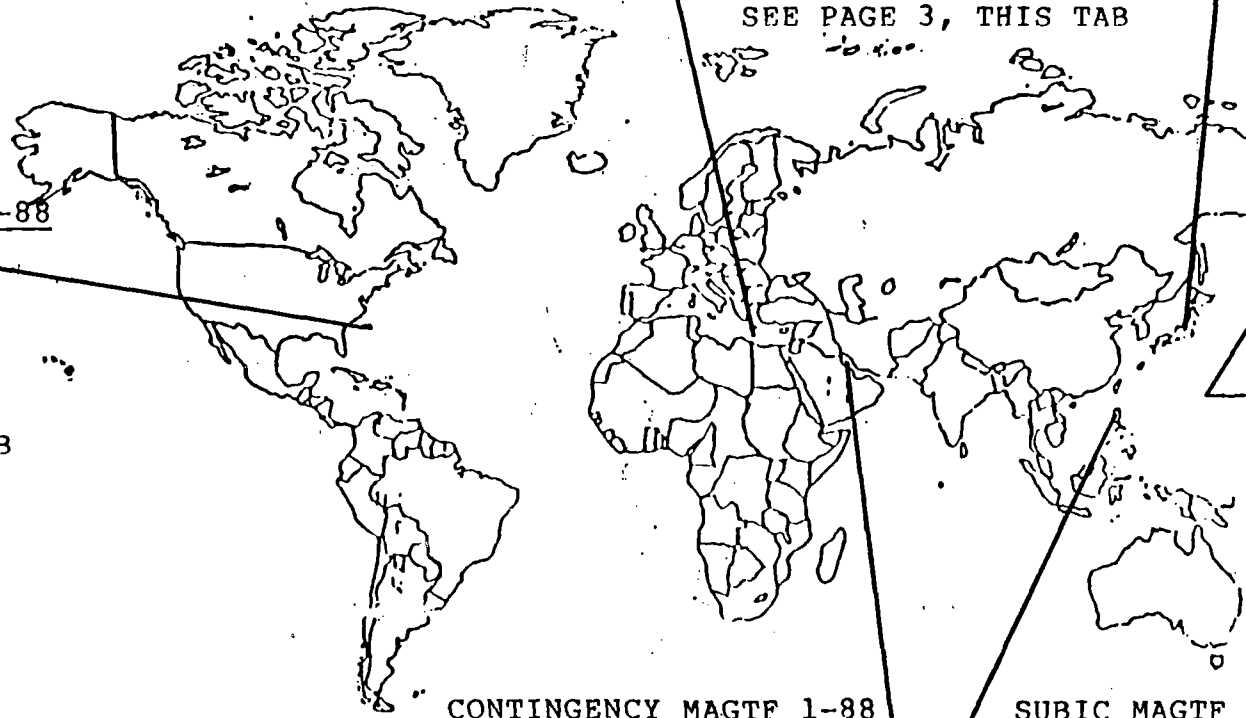 SEE PAGE 3, THIS TAB
-88
B
CONTINGENCY MAGTF 1-88
SUBIC MAGTF